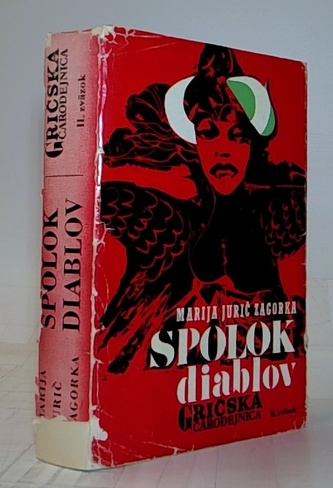 GRIČSKA
ČARODEJNICA
II. zväzok
SPOLOK
DIABLOV
MARIJA
JURIČ
ZAGORKA
MARIJA JURIČ ZAGORKA
SPOLOK
diablov
GRIČSKA
ČARODEJNICA
II. zväzok